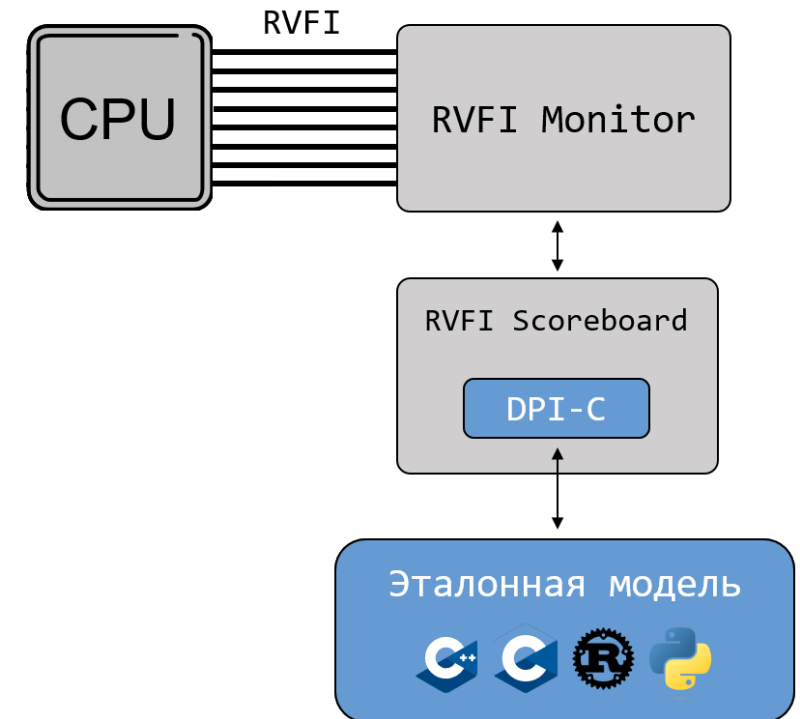 RVFI
CPU
RVFI Monitor
RVFI Scoreboard
DPI-C
Эталонная модель
C++
C
R